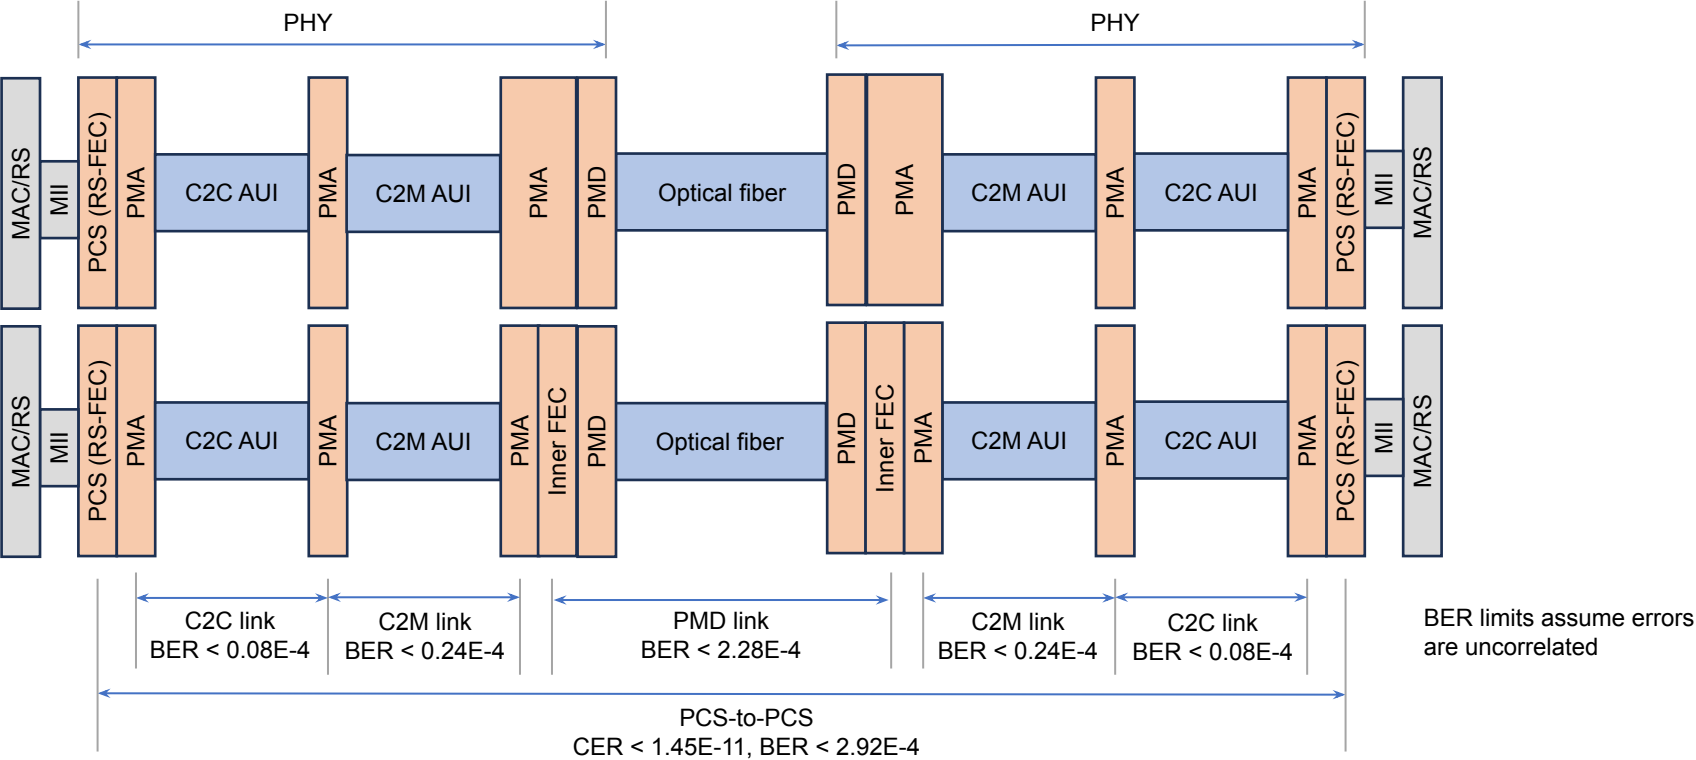 PHY
PHY
MAC/RS
MII
PCS (RS-FEC)
PMA
C2C AUI
PMA
C2M AUI
PMA
PMD
Optical fiber
PMD
PMA
C2M AUI
PMA
C2C AUI
PMA
PCS (RS-FEC)
MII
MAC/RS
MAC/RS
MII
PCS (RS-FEC)
PMA
C2C AUI
PMA
C2M AUI
PMA
Inner FEC
PMD
Optical fiber
PMD
Inner FEC
PMA
C2M AUI
PMA
C2C AUI
PMA
PCS (RS-FEC)
MII
MAC/RS
C2C link
BER < 0.08E-4
C2M link
BER < 0.24E-4
PMD link
BER < 2.28E-4
C2M link
BER < 0.24E-4
C2C link
BER < 0.08E-4
BER limits assume errors
are uncorrelated
PCS-to-PCS
CER < 1.45E-11, BER < 2.92E-4